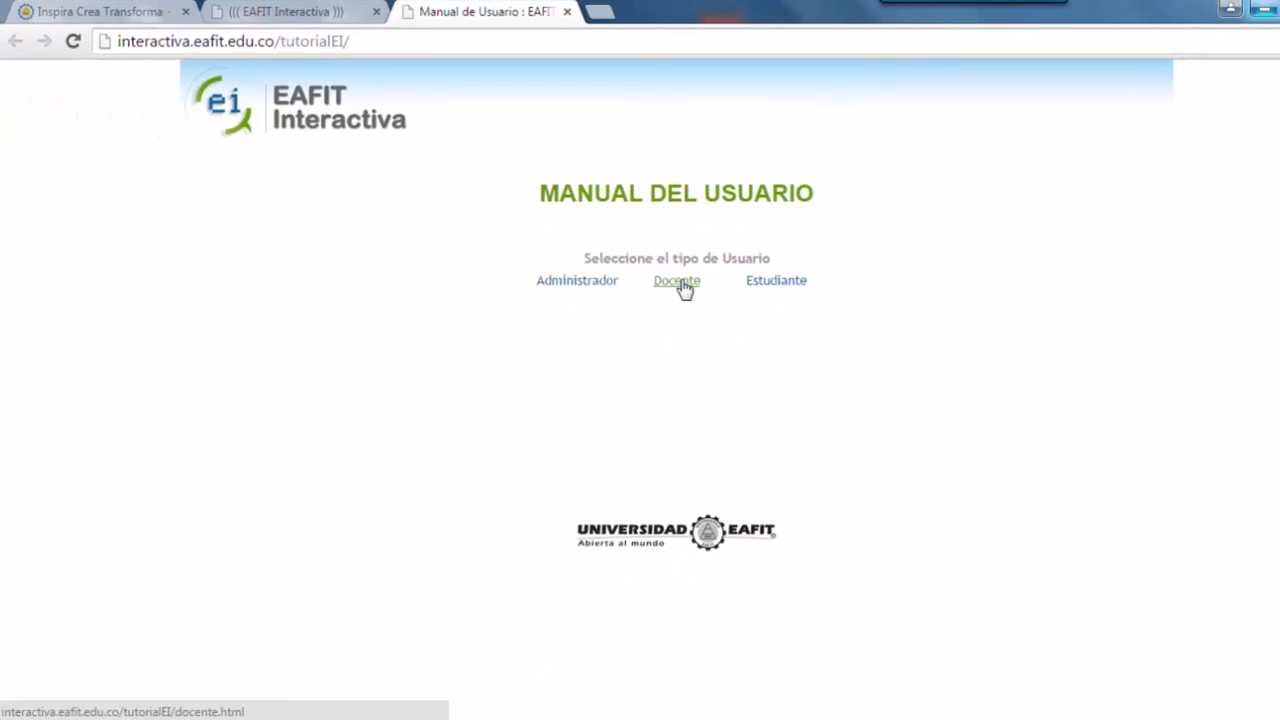 Inspira Crea Transforma -
((( EAFIT Interactiva )))
Manual de Usuario : EAFIT
interactiva.eafit.edu.co/tutorialEI/
ei
EAFIT
Interactiva
MANUAL DEL USUARIO
Seleccione el tipo de Usuario
Administrador Docente Estudiante
UNIVERSIDAD EAFIT
Abierta al mundo
interactiva.eafit.edu.co/tutorialEI/docente.html